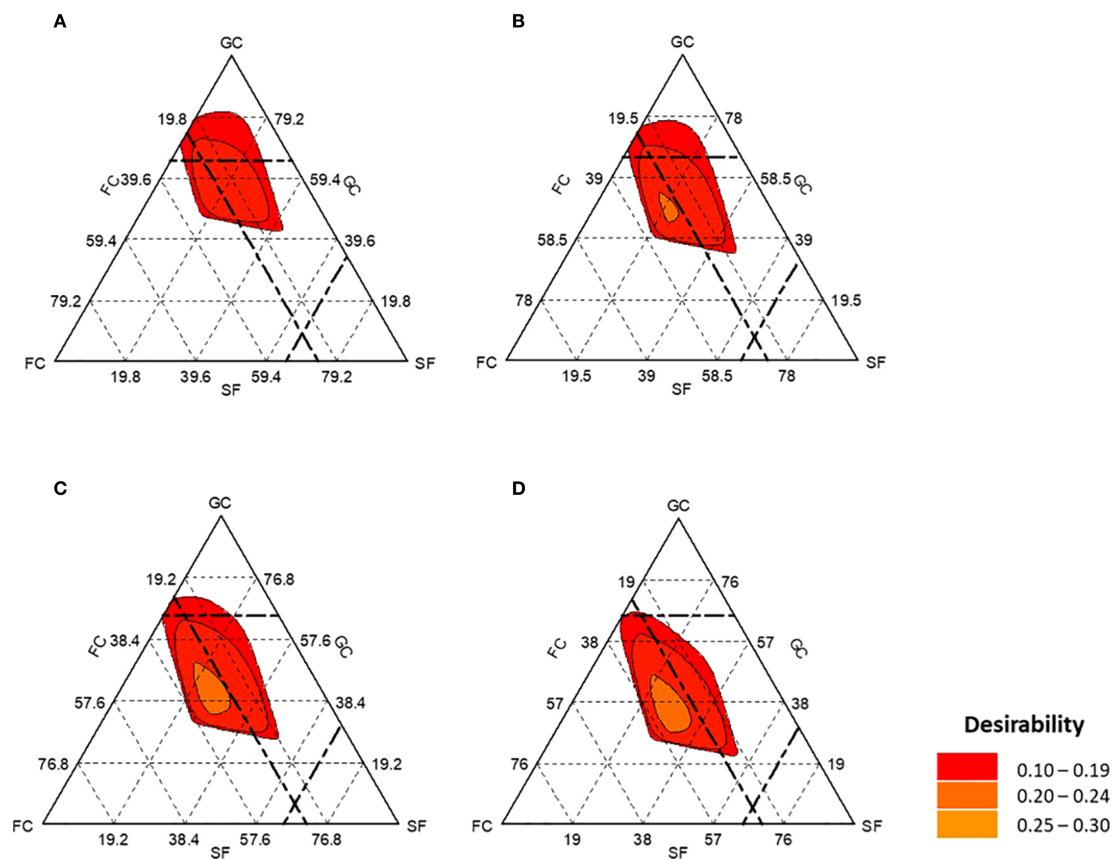 A
GC
19.8
79.2
FC
39.6
59.4
GC
59.4
39.6
79.2
19.8
FC
SF
19.8
39.6
59.4
79.2
SF
B
GC
19.5
78
FC
39
58.5
GC
58.5
39
78
19.5
FC
SF
19.5
39
58.5
78
SF
C
GC
19.2
76.8
FC
38.4
57.6
GC
57.6
38.4
76.8
19.2
FC
SF
19.2
38.4
57.6
76.8
SF
D
GC
19
76
FC
38
57
GC
57
38
76
19
FC
SF
19
38
57
76
SF
Desirability
0.10 – 0.19
0.20 – 0.24
0.25 – 0.30